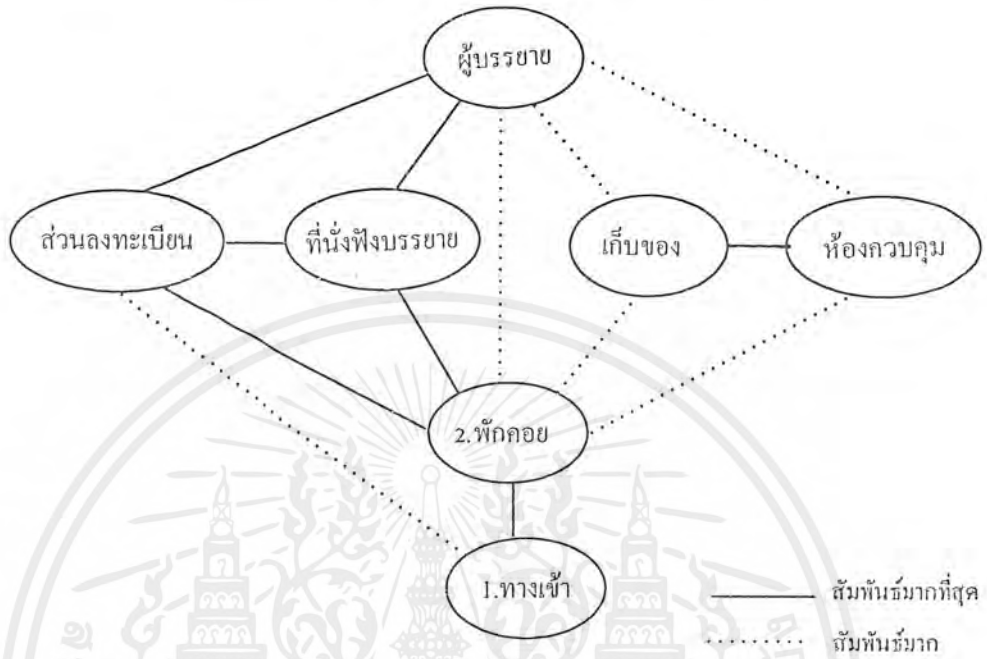 ผู้บรรยาย
ส่วนลงทะเบียน
ที่นั่งฟังบรรยาย
เก็บของ
ห้องควบคุม
2.พักคอย
1.ทางเข้า
สัมพันธ์มากที่สุด
สัมพันธ์มาก